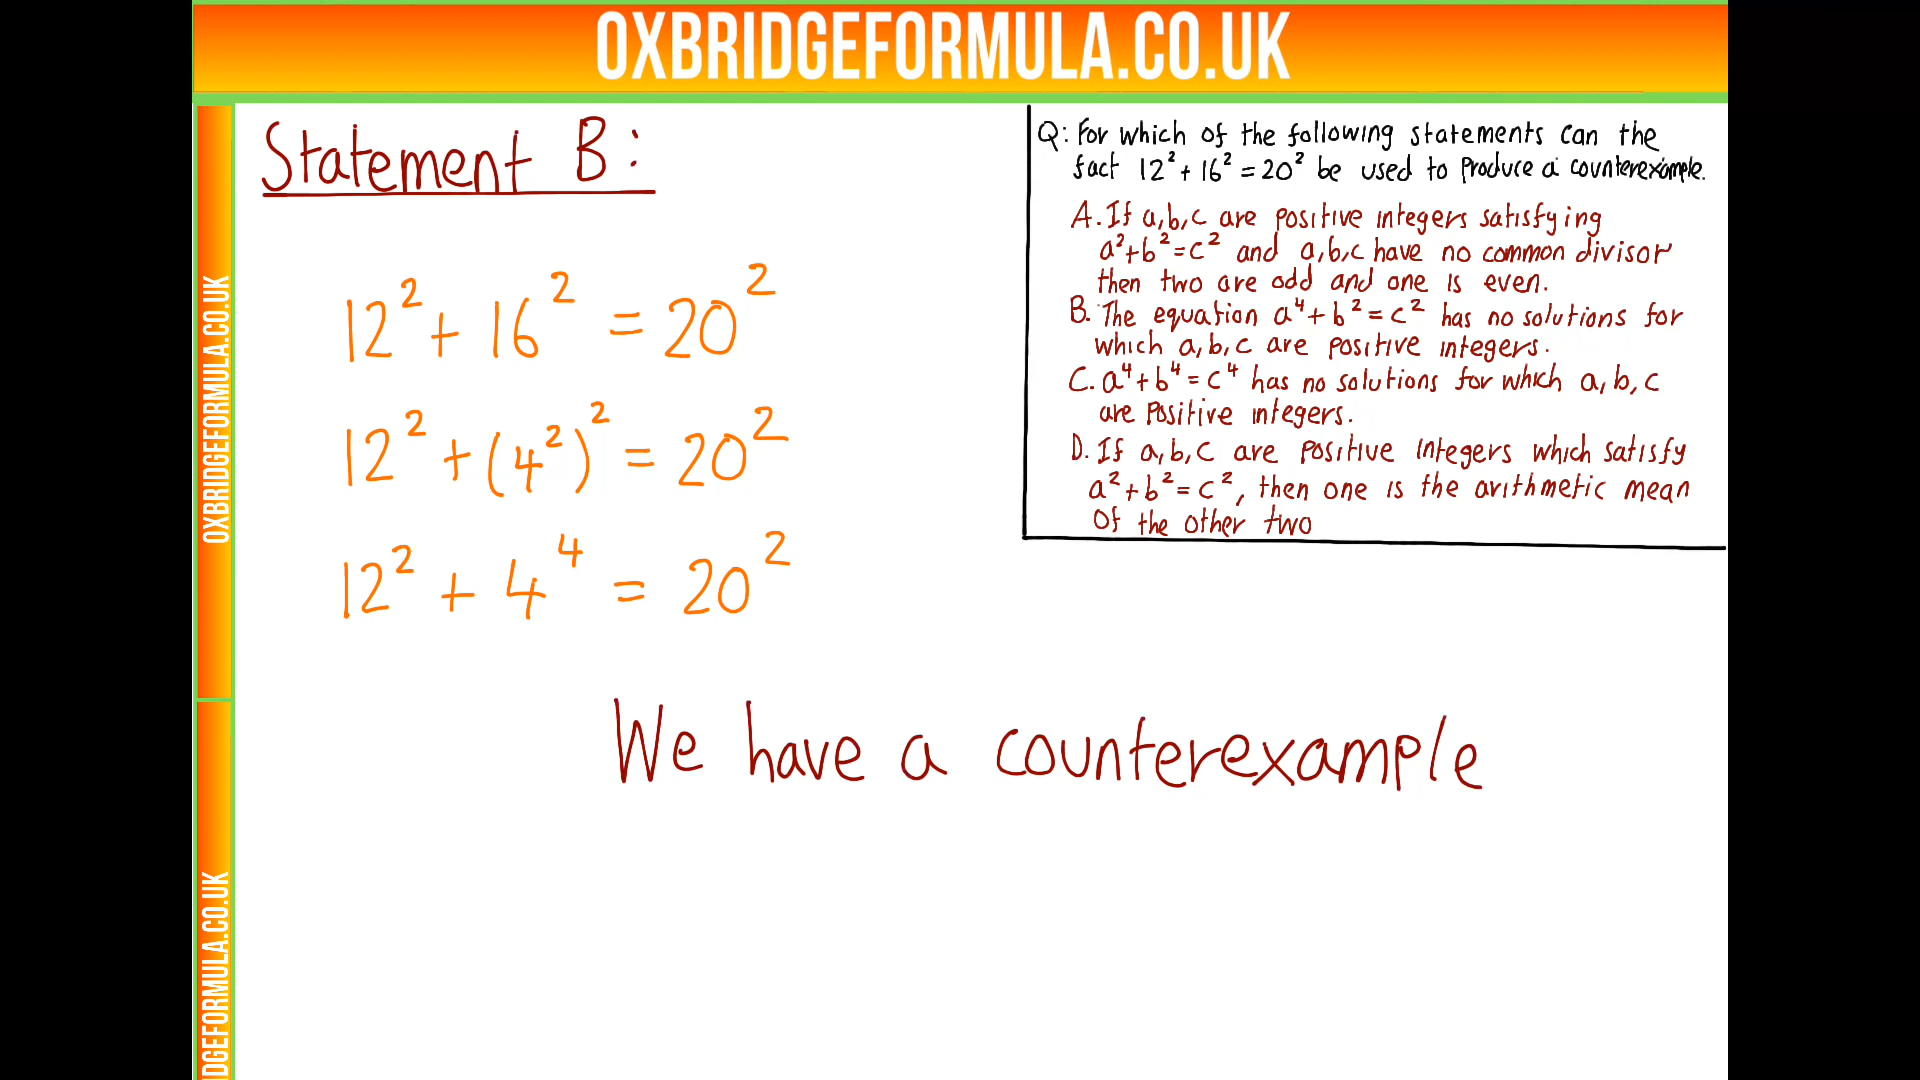 OXBRIDGEFORMULA.CO.UK
OXBRIDGEFORMULA.CO.UK
DGEFORMULA.CO.UK
Statement B:
12² + 16² = 20²
12² + (4²)² = 20²
12² + 4⁴ = 20²
We have a counterexample
Q: For which of the following statements can the
fact 12² + 16² = 20² be used to produce a counterexample.
A. If a,b,c are positive integers satisfying
a²+b²=c² and a,b,c have no common divisor
then two are odd and one is even.
B. The equation a⁴+b²=c² has no solutions for
which a,b,c are positive integers.
C. a⁴+b⁴=c⁴ has no solutions for which a,b,c
are positive integers.
D. If a,b,c are positive integers which satisfy
a²+b²=c², then one is the arithmetic mean
of the other two